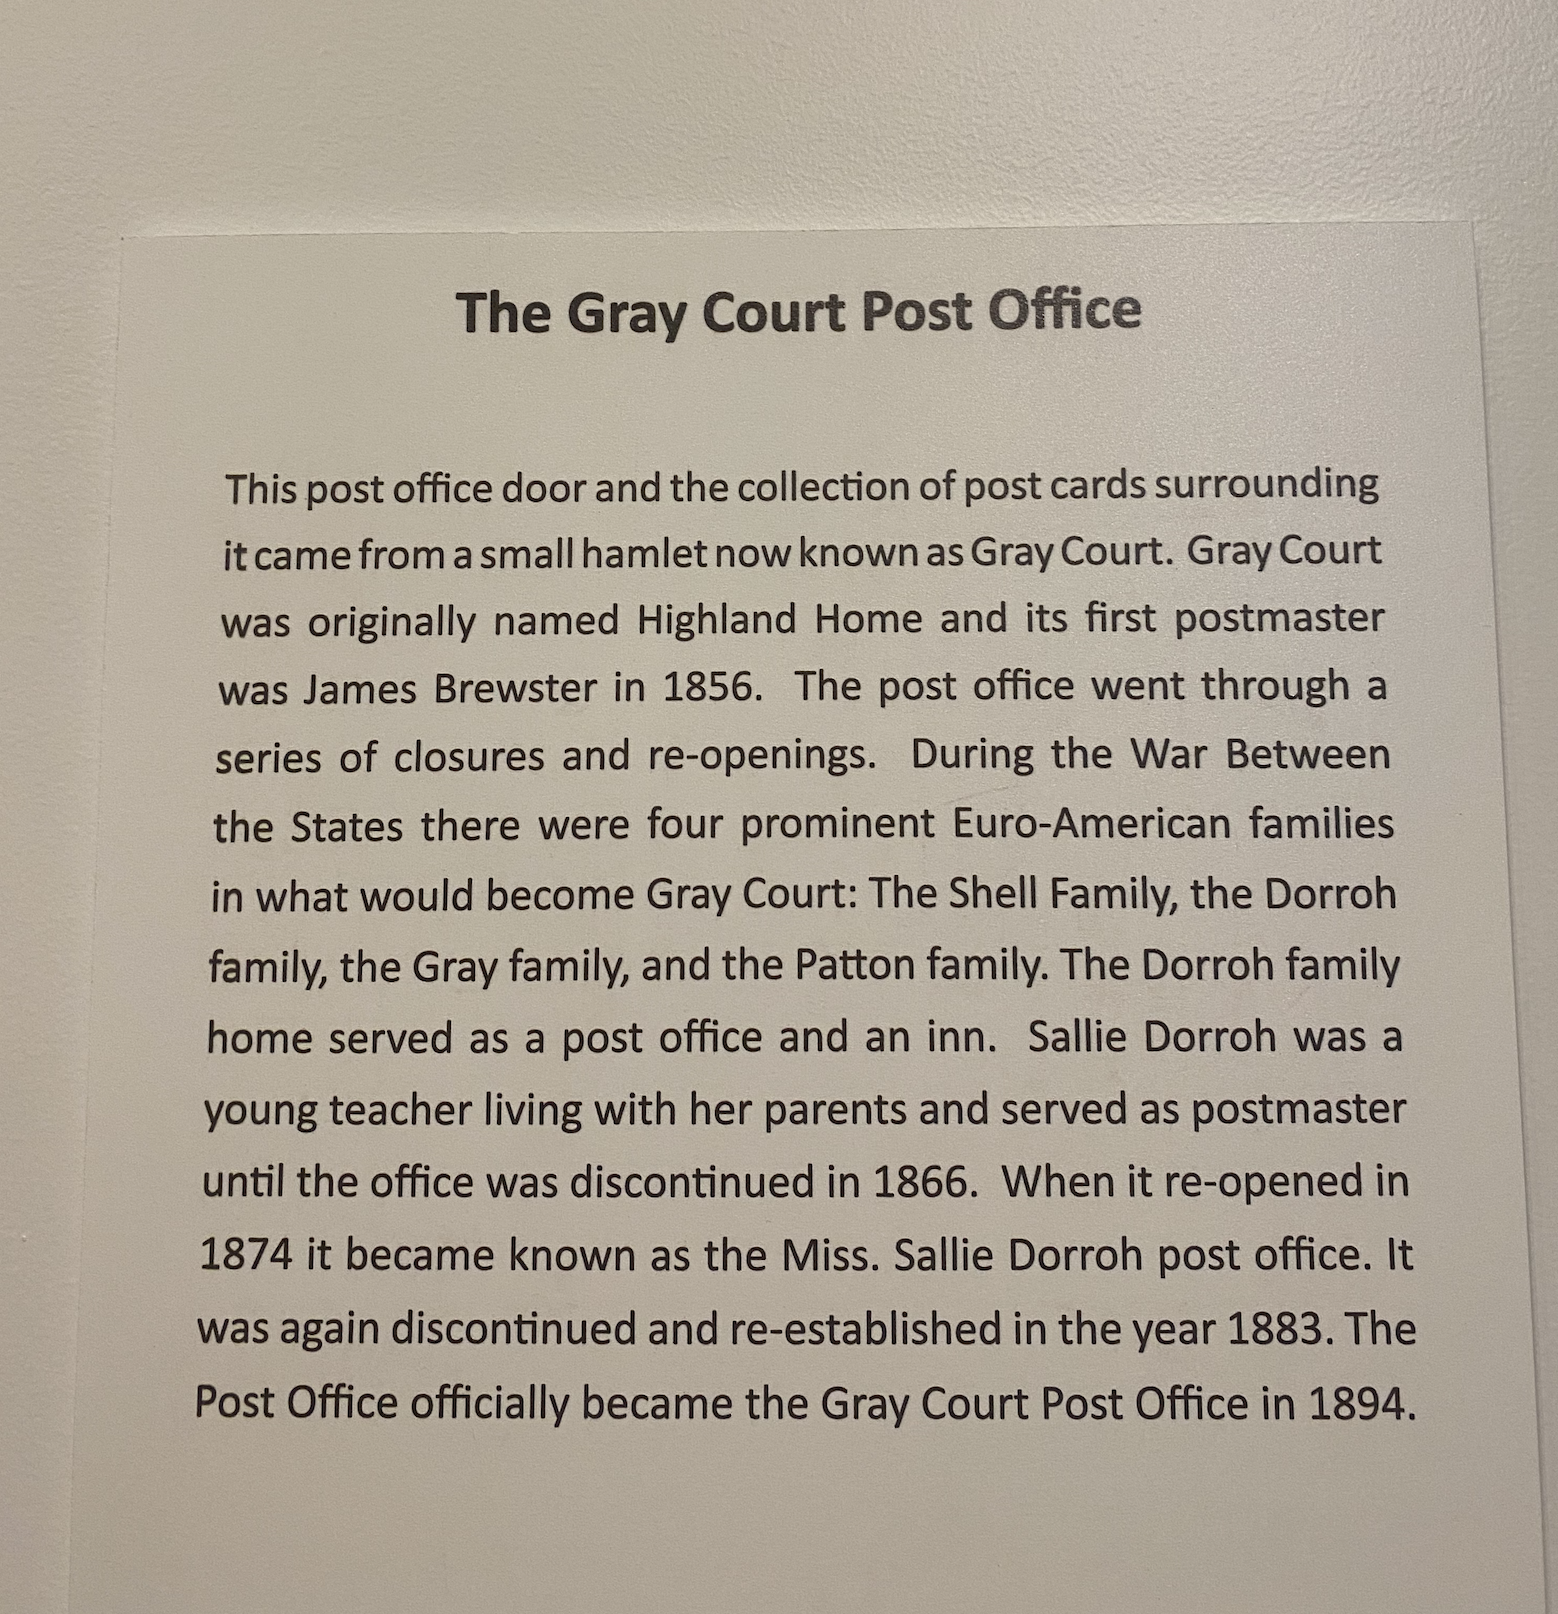 The Gray Court Post Office
This post office door and the collection of post cards surrounding
it came from a small hamlet now known as Gray Court. Gray Court
was originally named Highland Home and its first postmaster
was James Brewster in 1856. The post office went through a
series of closures and re-openings. During the War Between
the States there were four prominent Euro-American families
in what would become Gray Court: The Shell Family, the Dorroh
family, the Gray family, and the Patton family. The Dorroh family
home served as a post office and an inn. Sallie Dorroh was a
young teacher living with her parents and served as postmaster
until the office was discontinued in 1866. When it re-opened in
1874 it became known as the Miss. Sallie Dorroh post office. It
was again discontinued and re-established in the year 1883. The
Post Office officially became the Gray Court Post Office in 1894.